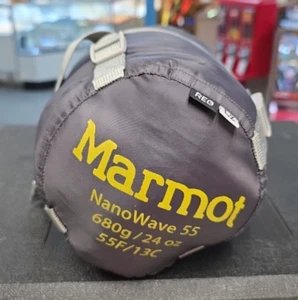 REG
Marmot
NanoWave 55
680g / 24 oz
55F/13C